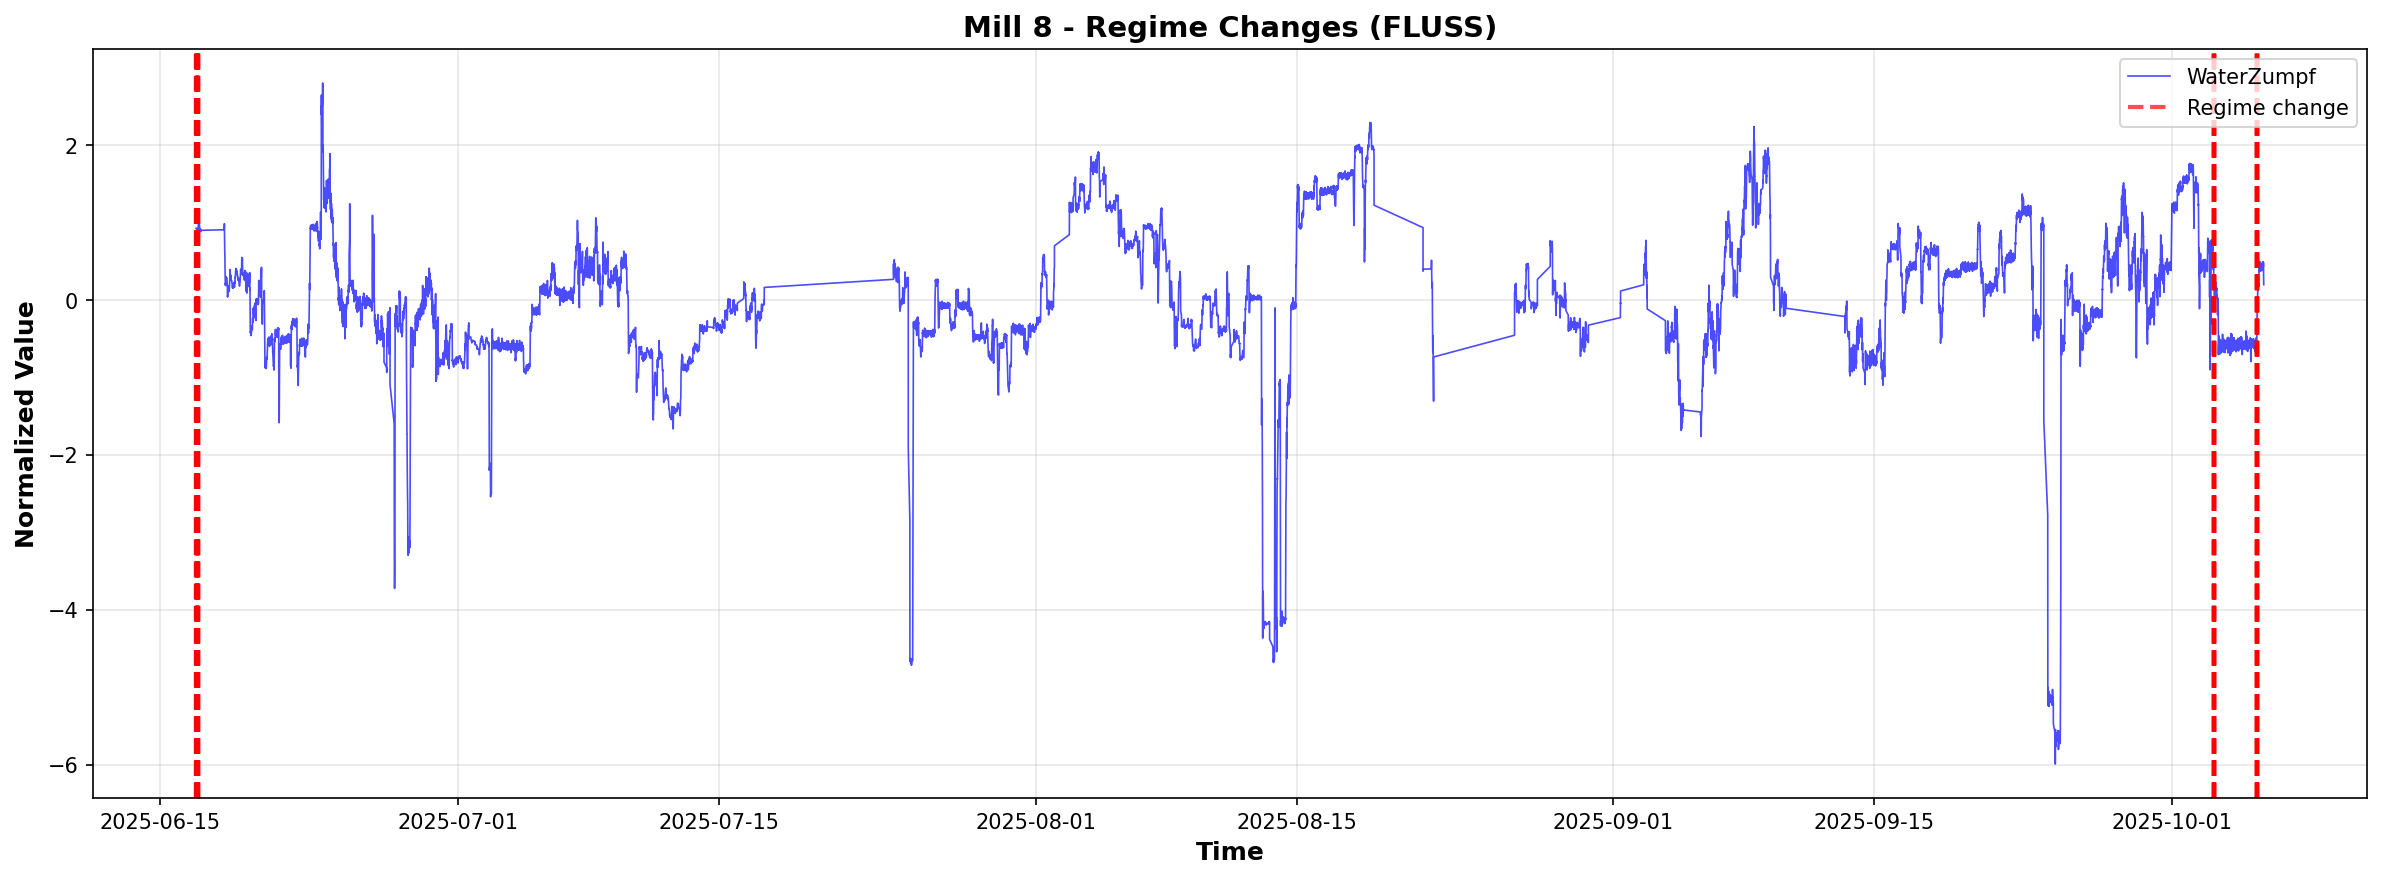 Mill 8 - Regime Changes (FLUSS)
WaterZumpf
Regime change
Normalized Value
2
0
−2
−4
−6
2025-06-15
2025-07-01
2025-07-15
2025-08-01
2025-08-15
2025-09-01
2025-09-15
2025-10-01
Time